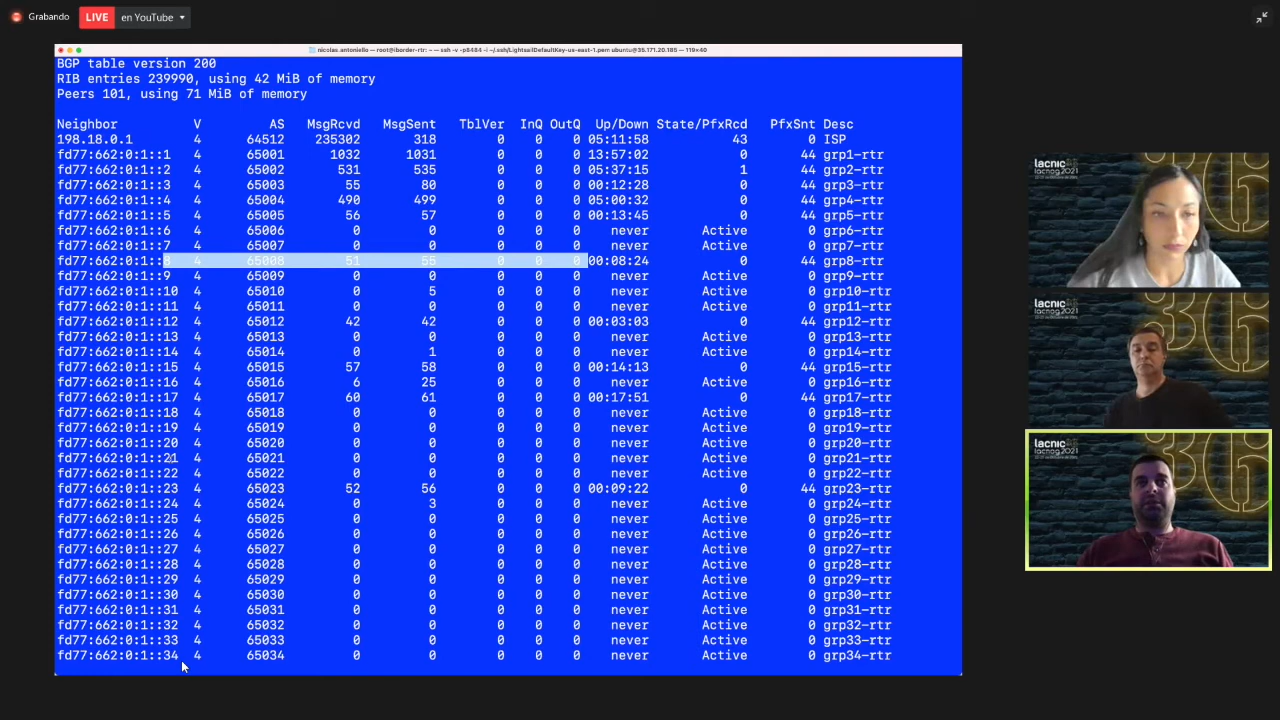 Grabando
LIVE
en YouTube
nicolas.antoniello — root@iborder-rtr: ~ — ssh -v -p8484 -i ~/.ssh/LightsailDefaultKey-us-east-1.pem ubuntu@35.171.20.185 — 119×40
BGP table version 200
RIB entries 239990, using 42 MiB of memory
Peers 101, using 71 MiB of memory
Neighbor V AS MsgRcvd MsgSent TblVer InQ OutQ Up/Down State/PfxRcd PfxSnt Desc
198.18.0.1 4 64512 235302 318 0 0 0 05:11:58 43 0 ISP
fd77:662:0:1::1 4 65001 1032 1031 0 0 0 13:57:02 0 44 grp1-rtr
fd77:662:0:1::2 4 65002 531 535 0 0 0 05:37:15 1 44 grp2-rtr
fd77:662:0:1::3 4 65003 55 80 0 0 0 00:12:28 0 44 grp3-rtr
fd77:662:0:1::4 4 65004 490 499 0 0 0 05:00:32 0 44 grp4-rtr
fd77:662:0:1::5 4 65005 56 57 0 0 0 00:13:45 0 44 grp5-rtr
fd77:662:0:1::6 4 65006 0 0 0 0 0 never Active 0 grp6-rtr
fd77:662:0:1::7 4 65007 0 0 0 0 0 never Active 0 grp7-rtr
fd77:662:0:1::8 4 65008 51 55 0 0 0 00:08:24 0 44 grp8-rtr
fd77:662:0:1::9 4 65009 0 0 0 0 0 never Active 0 grp9-rtr
fd77:662:0:1::10 4 65010 0 5 0 0 0 never Active 0 grp10-rtr
fd77:662:0:1::11 4 65011 0 0 0 0 0 never Active 0 grp11-rtr
fd77:662:0:1::12 4 65012 42 42 0 0 0 00:03:03 0 44 grp12-rtr
fd77:662:0:1::13 4 65013 0 0 0 0 0 never Active 0 grp13-rtr
fd77:662:0:1::14 4 65014 0 1 0 0 0 never Active 0 grp14-rtr
fd77:662:0:1::15 4 65015 57 58 0 0 0 00:14:13 0 44 grp15-rtr
fd77:662:0:1::16 4 65016 6 25 0 0 0 never Active 0 grp16-rtr
fd77:662:0:1::17 4 65017 60 61 0 0 0 00:17:51 0 44 grp17-rtr
fd77:662:0:1::18 4 65018 0 0 0 0 0 never Active 0 grp18-rtr
fd77:662:0:1::19 4 65019 0 0 0 0 0 never Active 0 grp19-rtr
fd77:662:0:1::20 4 65020 0 0 0 0 0 never Active 0 grp20-rtr
fd77:662:0:1::21 4 65021 0 0 0 0 0 never Active 0 grp21-rtr
fd77:662:0:1::22 4 65022 0 0 0 0 0 never Active 0 grp22-rtr
fd77:662:0:1::23 4 65023 52 56 0 0 0 00:09:22 0 44 grp23-rtr
fd77:662:0:1::24 4 65024 0 3 0 0 0 never Active 0 grp24-rtr
fd77:662:0:1::25 4 65025 0 0 0 0 0 never Active 0 grp25-rtr
fd77:662:0:1::26 4 65026 0 0 0 0 0 never Active 0 grp26-rtr
fd77:662:0:1::27 4 65027 0 0 0 0 0 never Active 0 grp27-rtr
fd77:662:0:1::28 4 65028 0 0 0 0 0 never Active 0 grp28-rtr
fd77:662:0:1::29 4 65029 0 0 0 0 0 never Active 0 grp29-rtr
fd77:662:0:1::30 4 65030 0 0 0 0 0 never Active 0 grp30-rtr
fd77:662:0:1::31 4 65031 0 0 0 0 0 never Active 0 grp31-rtr
fd77:662:0:1::32 4 65032 0 0 0 0 0 never Active 0 grp32-rtr
fd77:662:0:1::33 4 65033 0 0 0 0 0 never Active 0 grp33-rtr
fd77:662:0:1::34 4 65034 0 0 0 0 0 never Active 0 grp34-rtr
lacnic
lacnog 2021
lacnic
lacnog 2021
lacnic
lacnog 2021